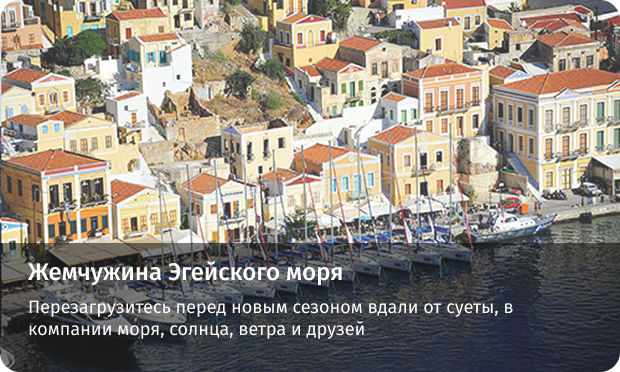 Жемчужина Эгейского моря
Перезагрузитесь перед новым сезоном вдали от суеты, в
компании моря, солнца, ветра и друзей